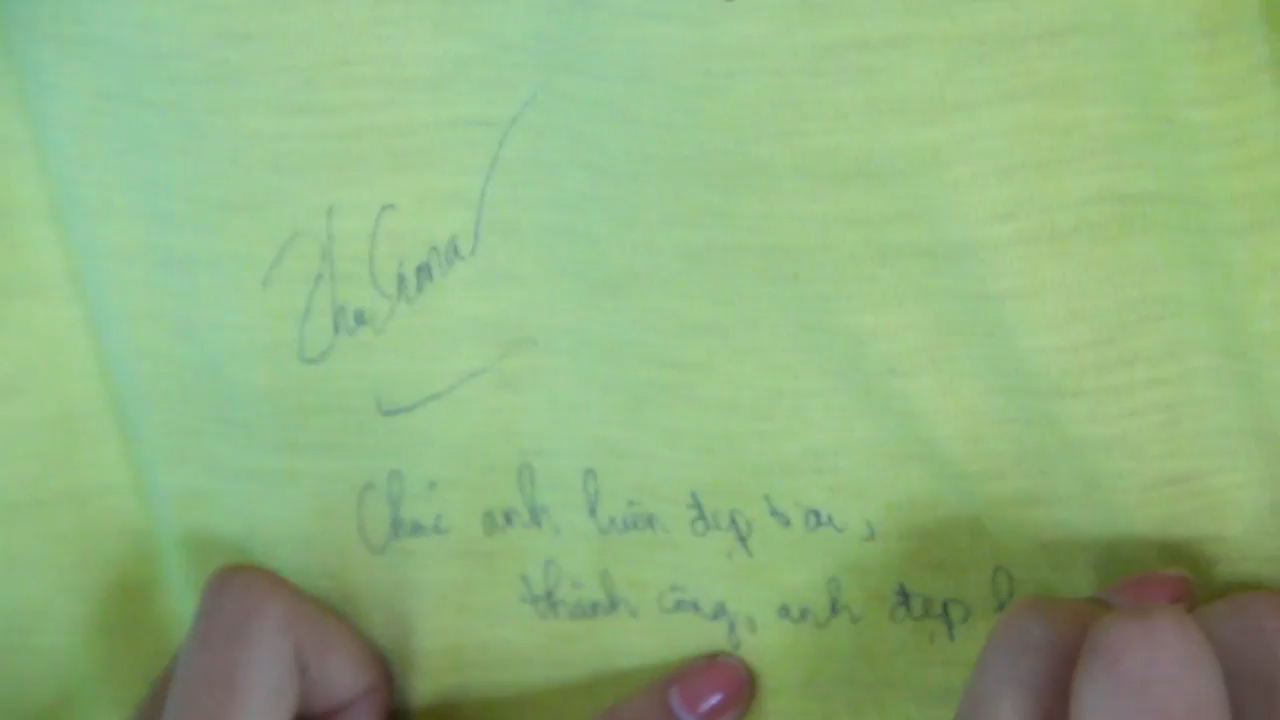 Chúc anh luôn đẹp trai,
thành công, anh đẹp